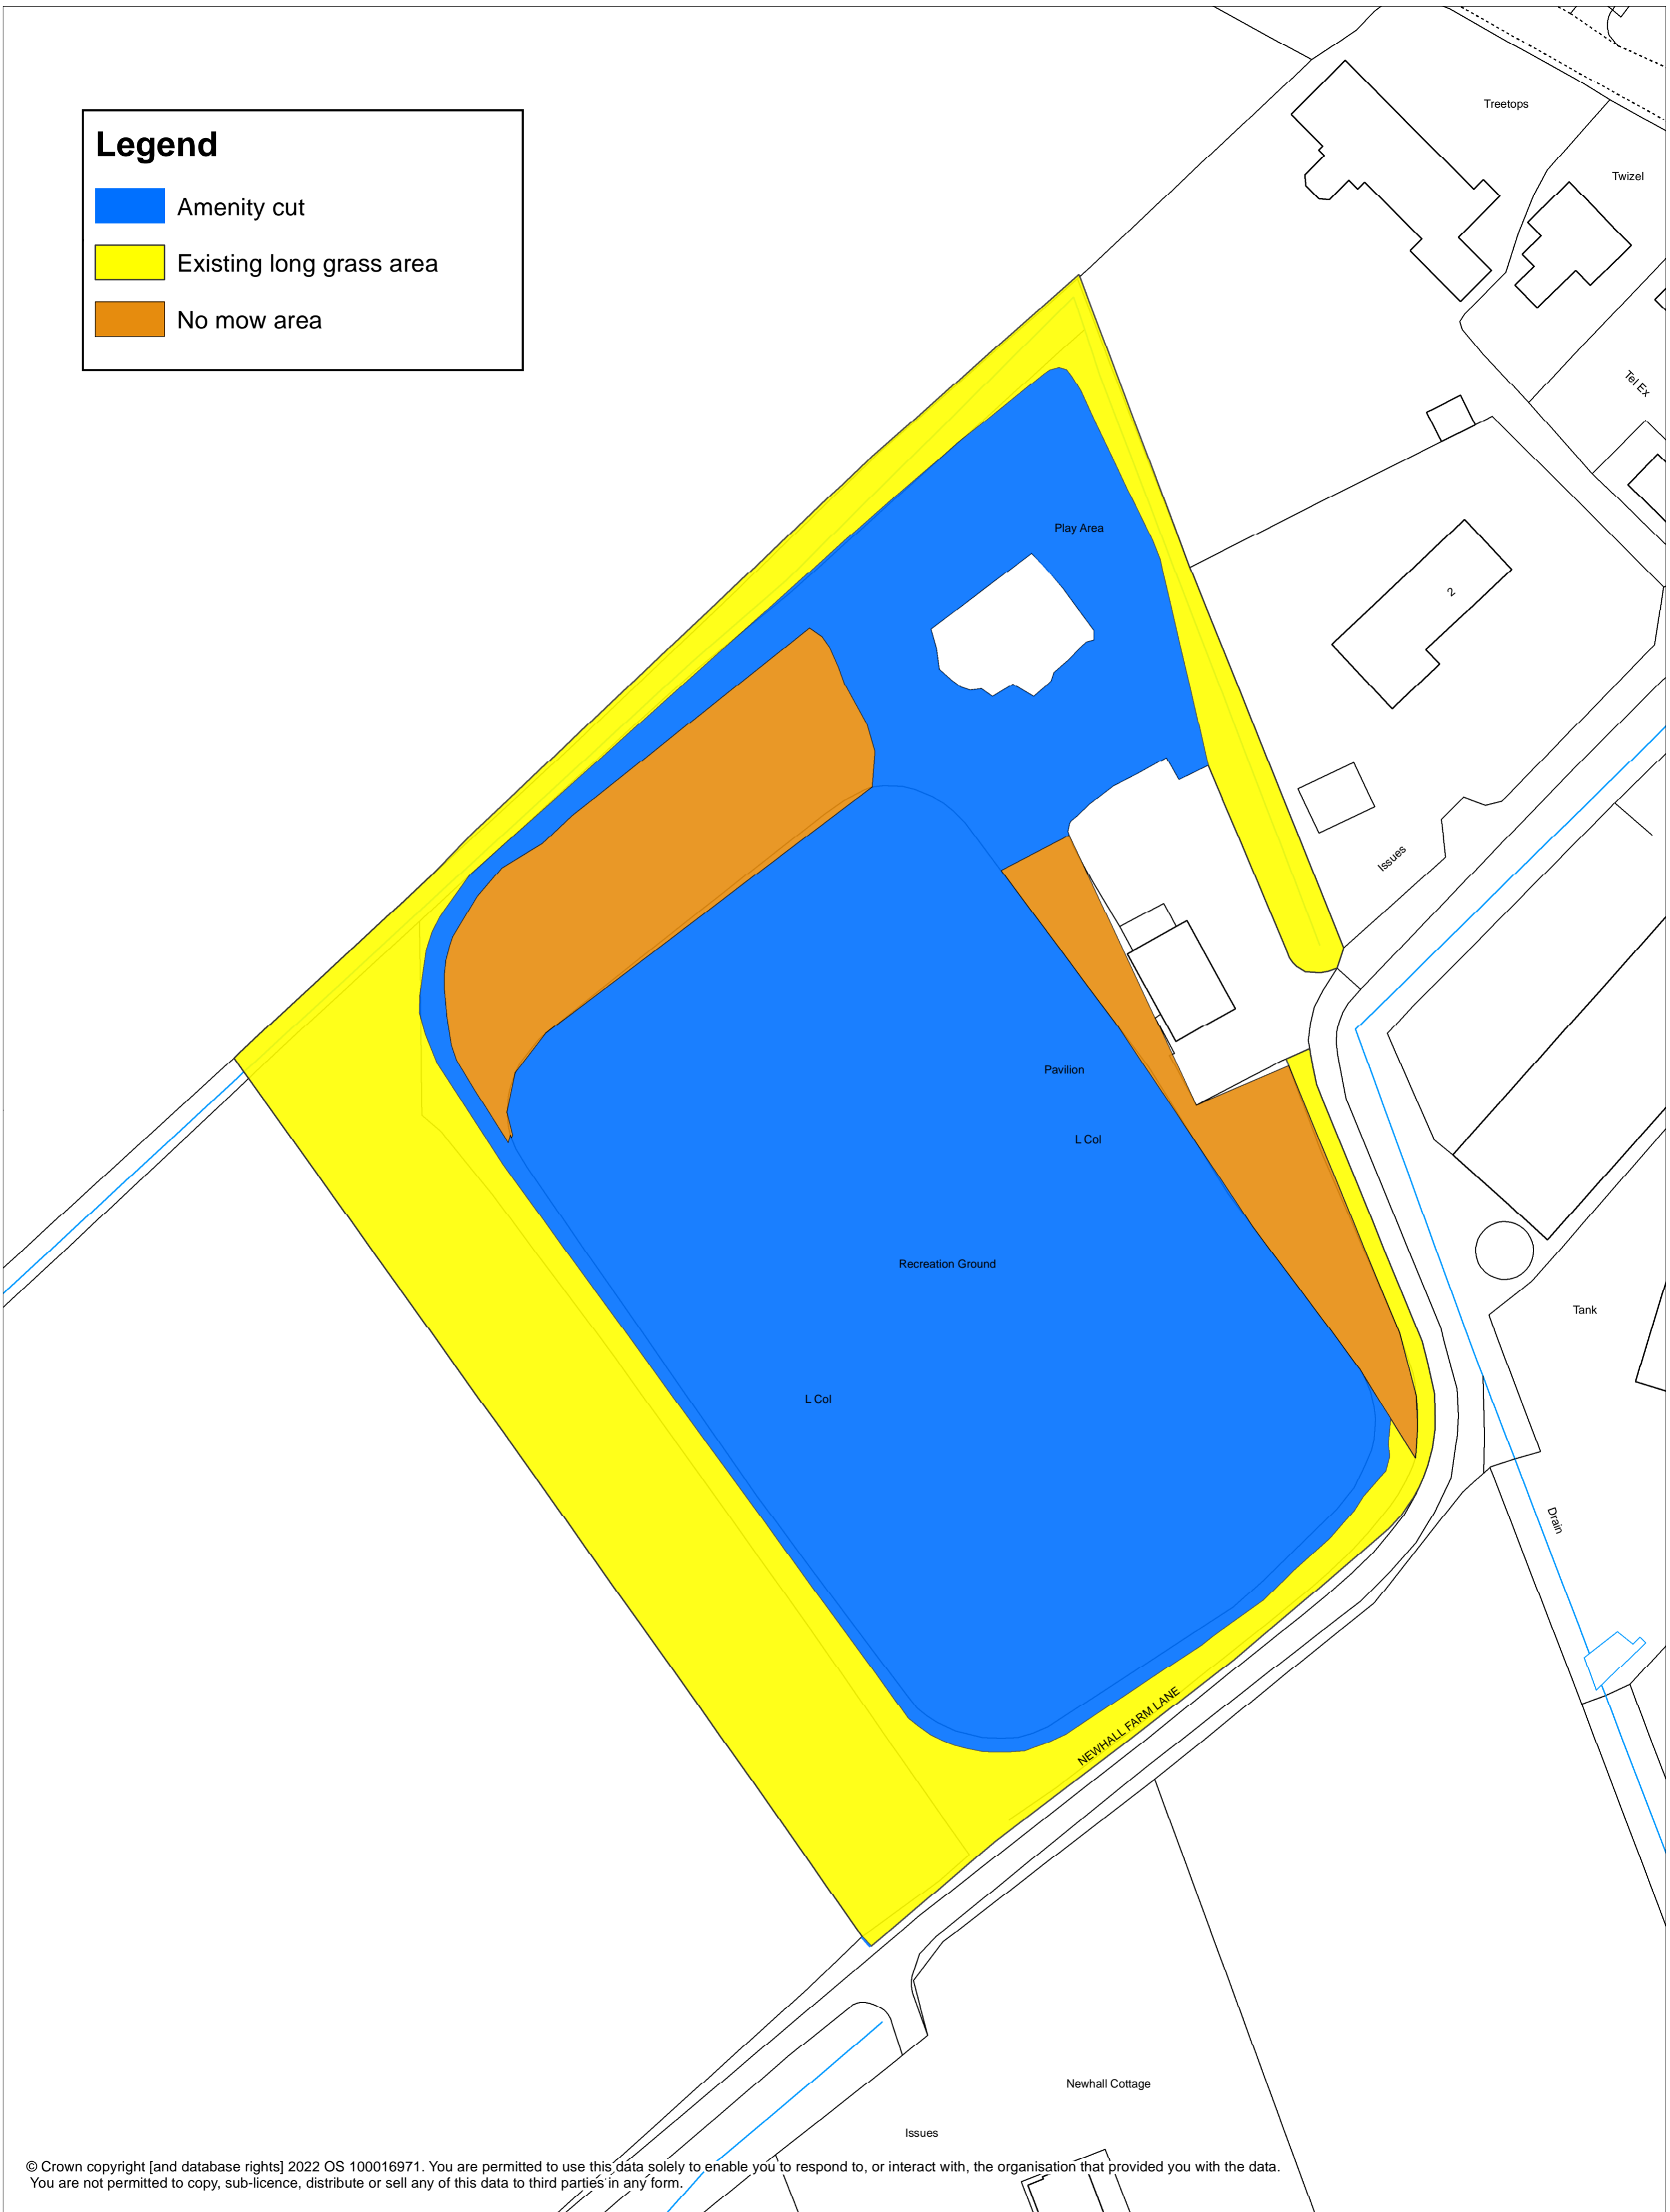 Treetops
Legend
Twizel
Amenity cut
Existing long grass area
No mow area
Tel Ex
Play Area
2
Issues
Pavilion
L Col
Recreation Ground
Tank
L Col
Drain
NEWHALL FARM LANE
Newhall Cottage
Issues
© Crown copyright [and database rights] 2022 OS 100016971. You are permitted to use this data solely to enable you to respond to, or interact with, the organisation that provided you with the data.
You are not permitted to copy, sub-licence, distribute or sell any of this data to third parties in any form.